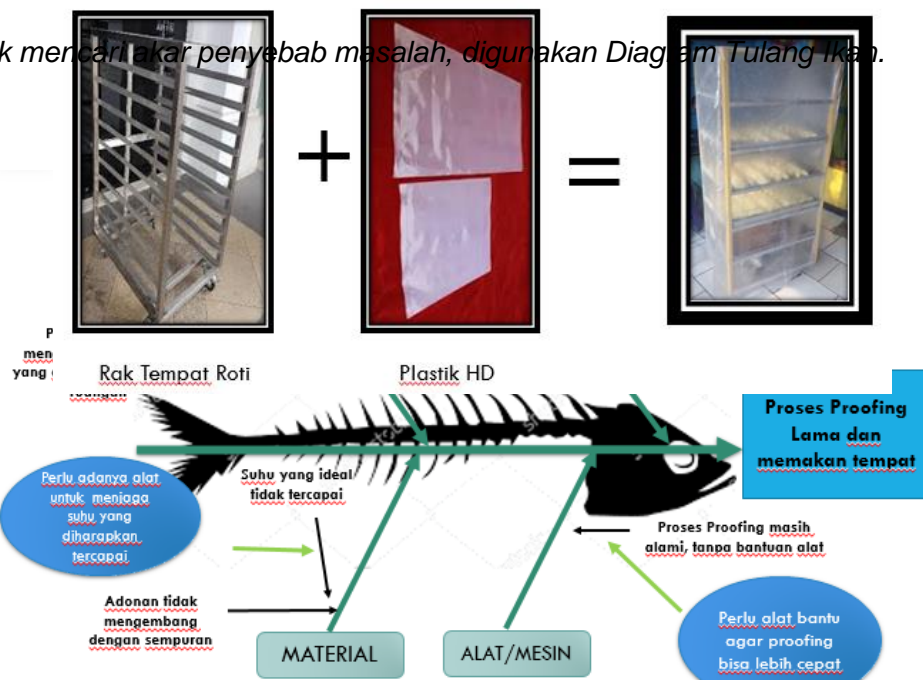 k mencari akar penyebab masalah, digunakan Diagram Tulang Ikan.
+
=
P
men
yang
Rak Tempat Roti
Plastik HD
Proses Proofing
Lama dan
memakan tempat
Perlu adanya alat
untuk menjaga
suhu yang
diharapkan
tercapai
Suhu yang ideal
tidak tercapai
Proses Proofing masih
alami, tanpa bantuan alat
Adonan tidak
mengembang
dengan sempuran
MATERIAL
ALAT/MESIN
Perlu alat bantu
agar proofing
bisa lebih cepat